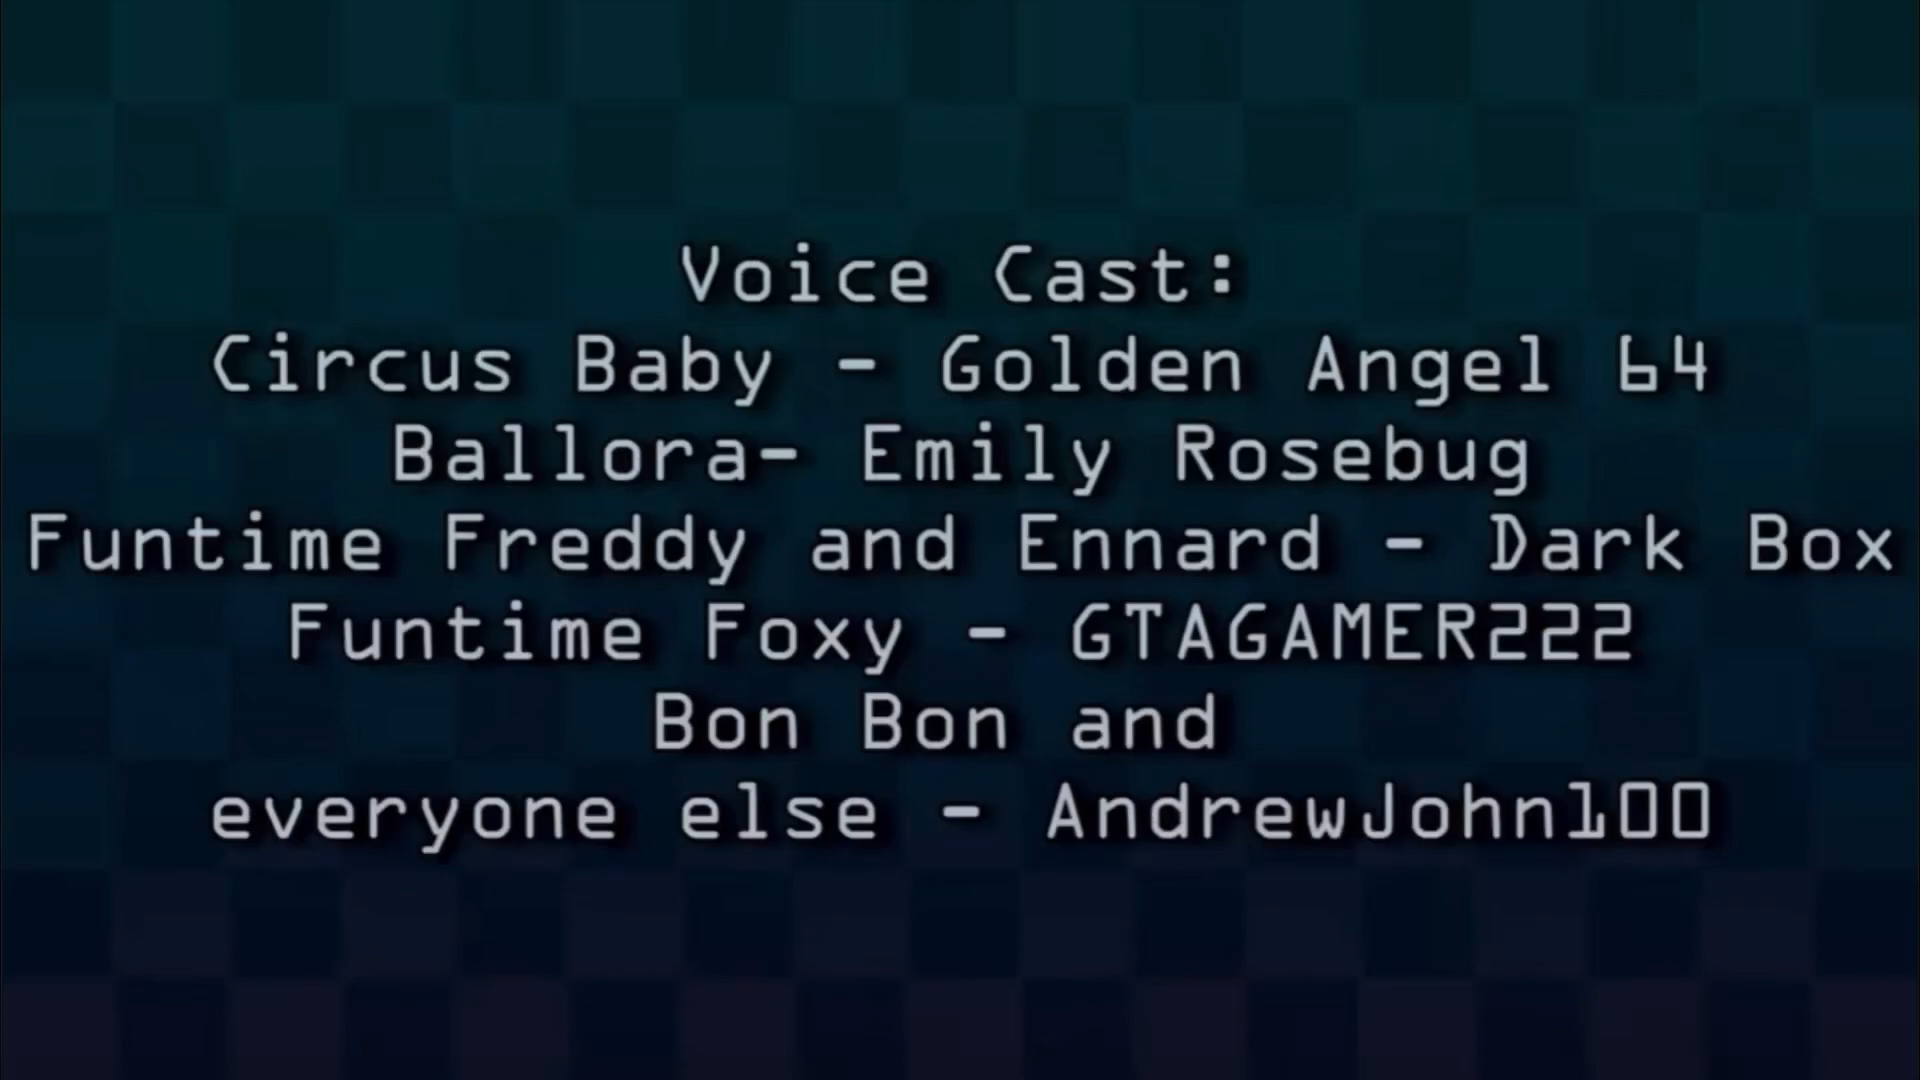 Voice Cast:
Circus Baby - Golden Angel 64
Ballora- Emily Rosebug
Funtime Freddy and Ennard - Dark Box
Funtime Foxy - GTAGAMER222
Bon Bon and
everyone else - AndrewJohn100